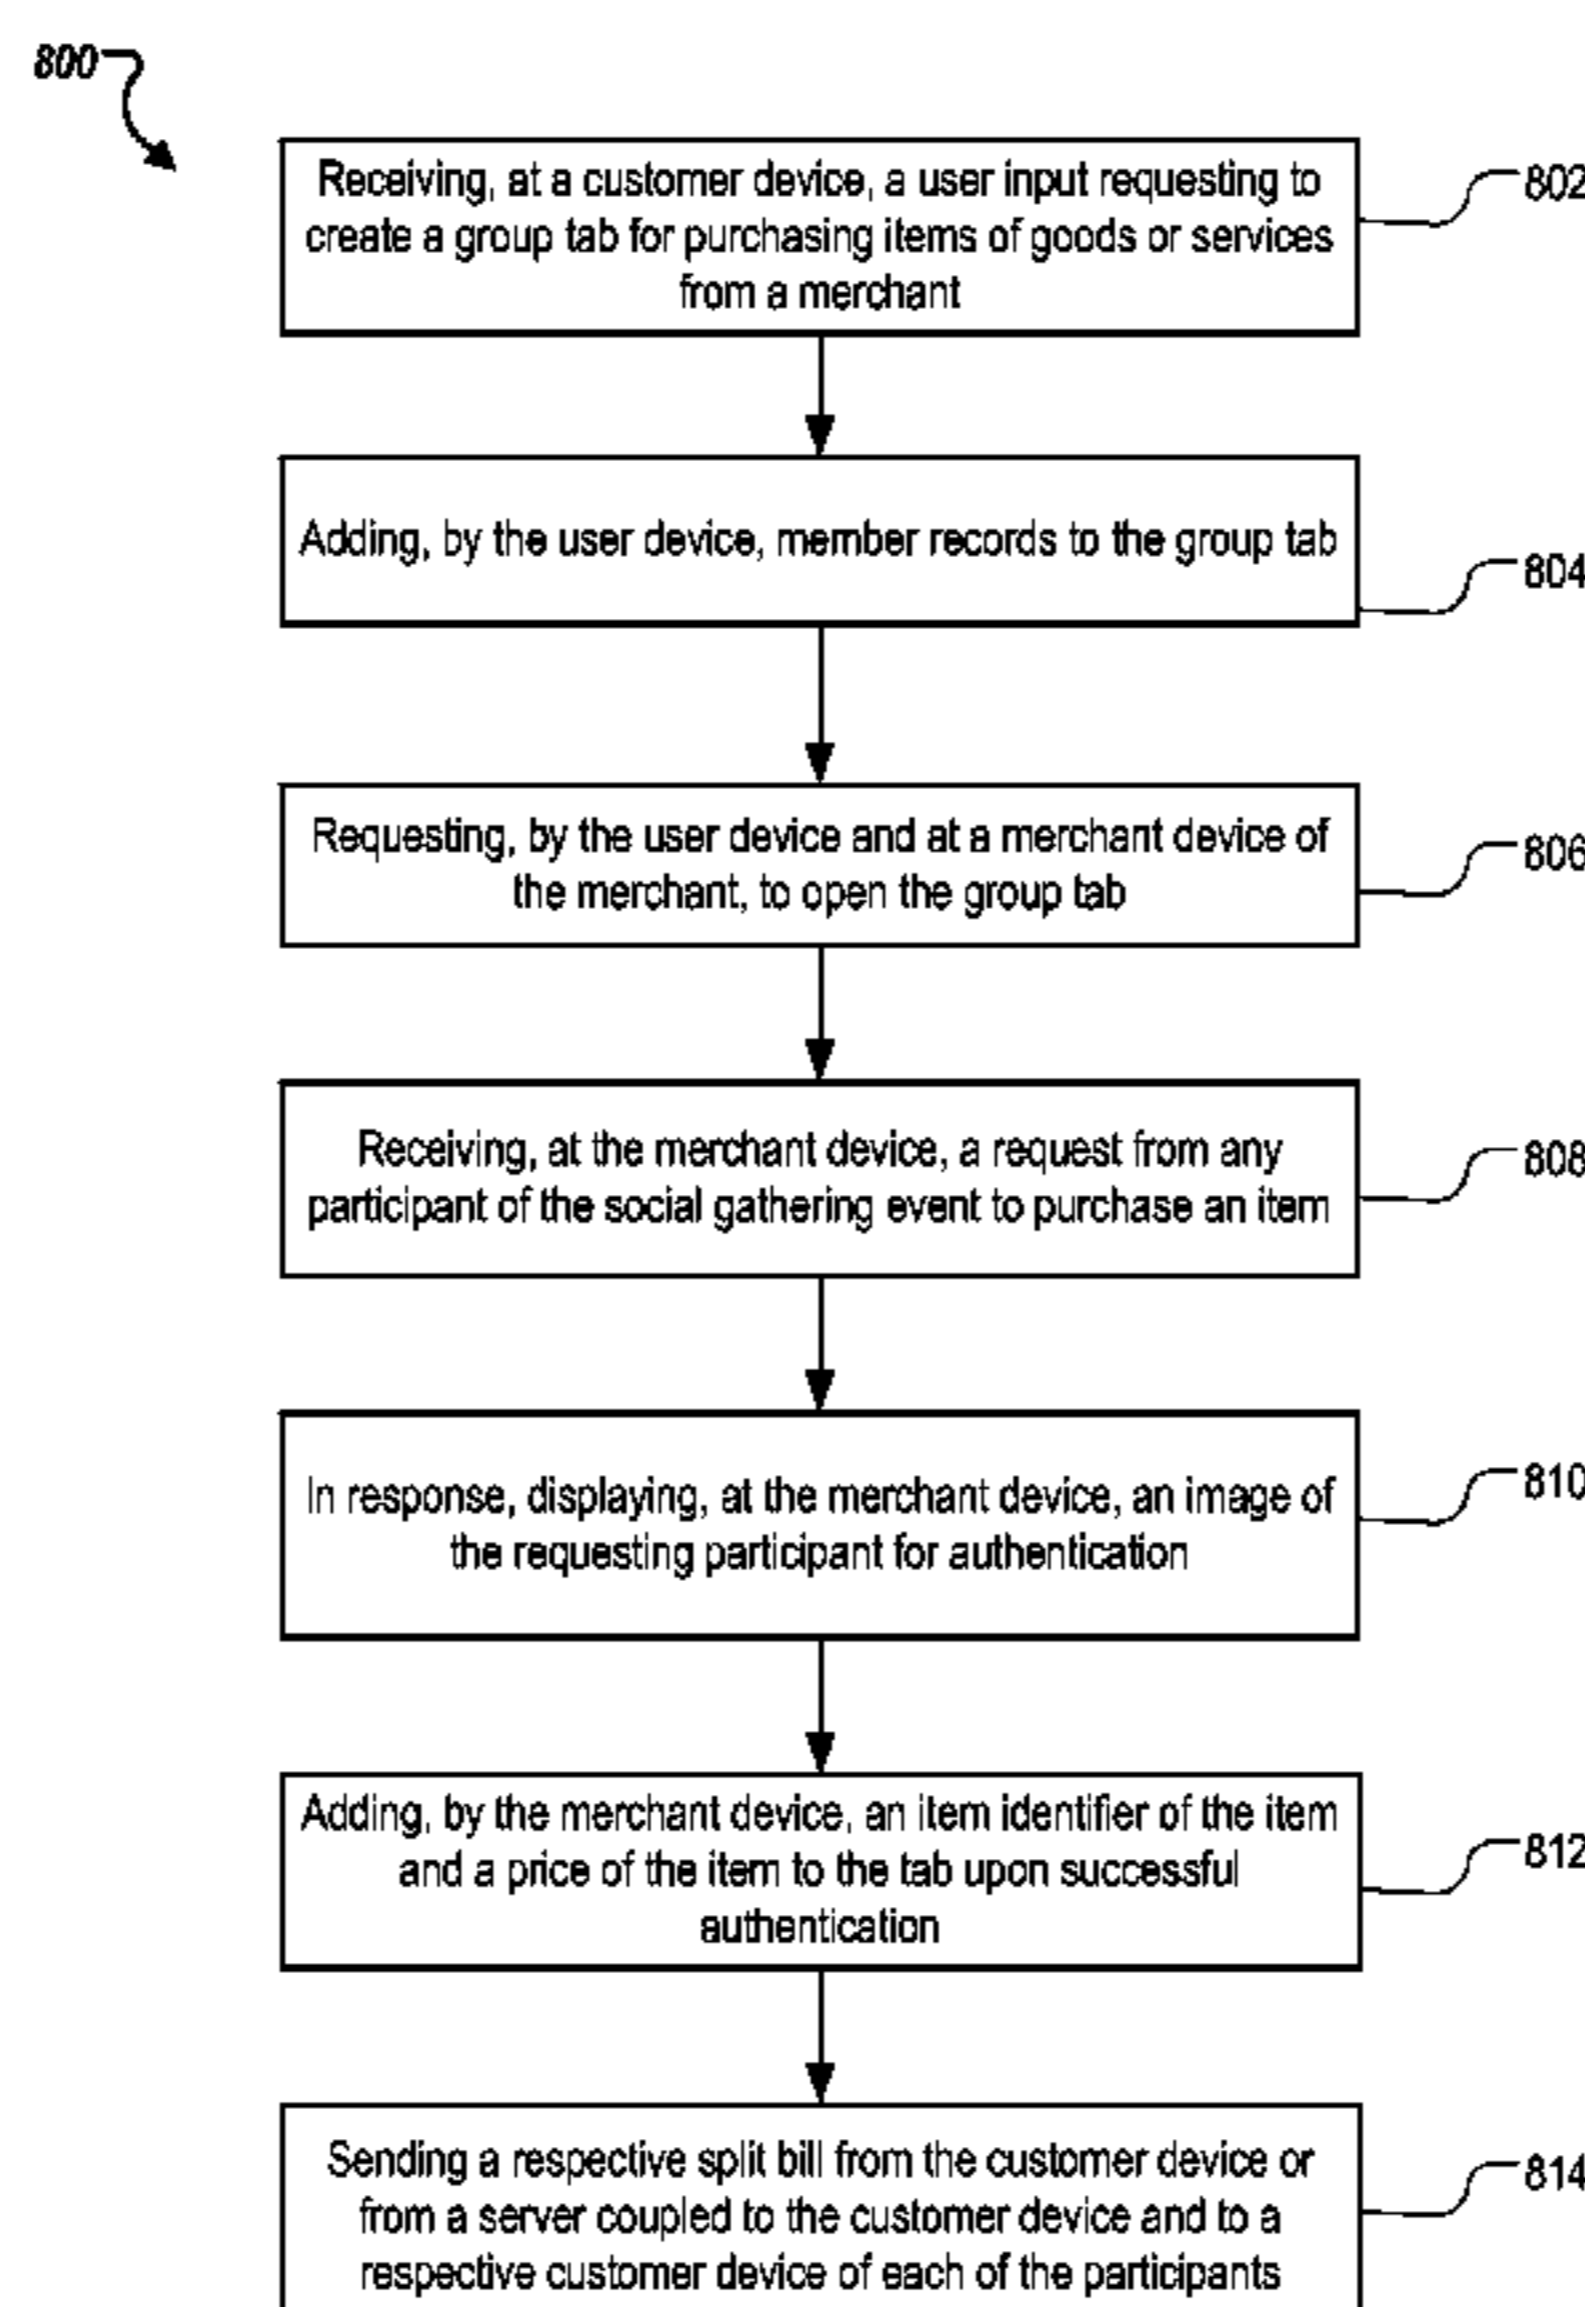 800
Receiving, at a customer device, a user input requesting to
create a group tab for purchasing items of goods or services
from a merchant
802
Adding, by the user device, member records to the group tab
804
Requesting, by the user device and at a merchant device of
the merchant, to open the group tab
806
Receiving, at the merchant device, a request from any
participant of the social gathering event to purchase an item
808
In response, displaying, at the merchant device, an image of
the requesting participant for authentication
810
Adding, by the merchant device, an item identifier of the item
and a price of the item to the tab upon successful
authentication
812
Sending a respective split bill from the customer device or
from a server coupled to the customer device and to a
respective customer device of each of the participants
814